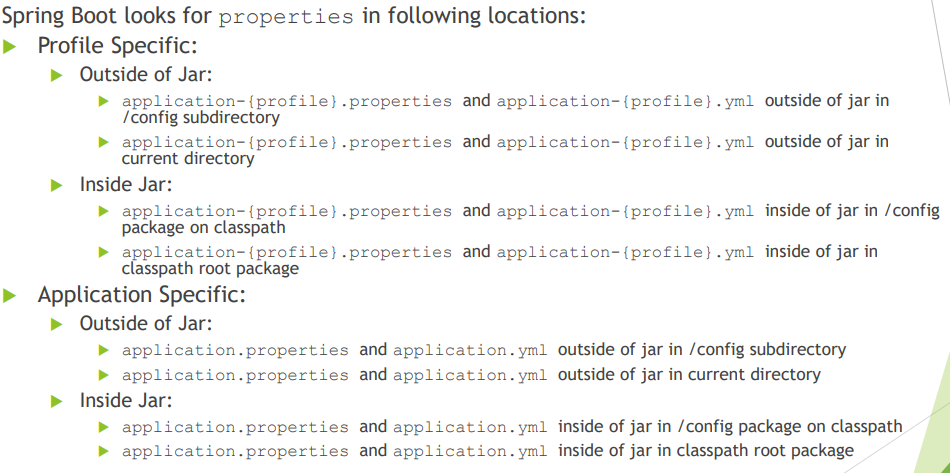 Spring Boot looks for properties in following locations:
Profile Specific:
Outside of Jar:
application-{profile}.properties and application-{profile}.yml outside of jar in
/config subdirectory
application-{profile}.properties and application-{profile}.yml outside of jar in
current directory
Inside Jar:
application-{profile}.properties and application-{profile}.yml inside of jar in /config
package on classpath
application-{profile}.properties and application-{profile}.yml inside of jar in
classpath root package
Application Specific:
Outside of Jar:
application.properties and application.yml outside of jar in /config subdirectory
application.properties and application.yml outside of jar in current directory
Inside Jar:
application.properties and application.yml inside of jar in /config package on classpath
application.properties and application.yml inside of jar in classpath root package